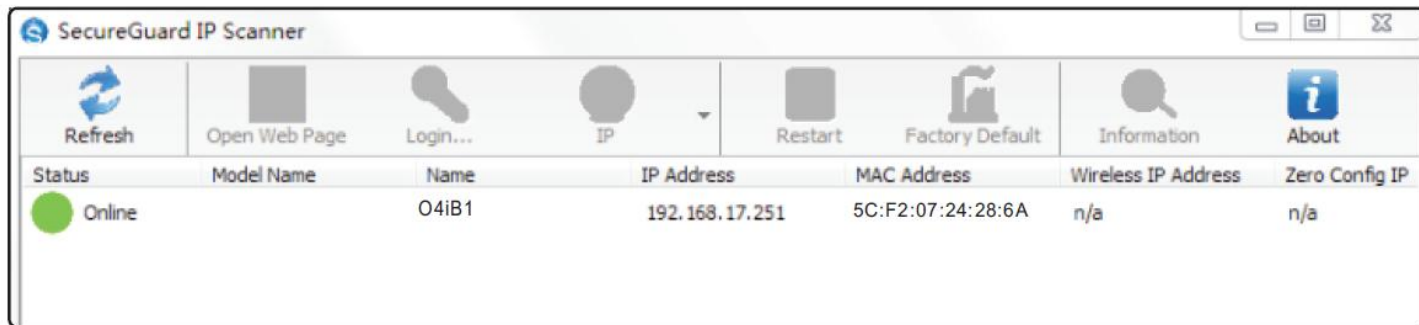 SecureGuard IP Scanner
Refresh Open Web Page Login... IP Restart Factory Default Information About
Status Model Name Name IP Address MAC Address Wireless IP Address Zero Config IP
Online O4iB1 192.168.17.251 5C:F2:07:24:28:6A n/a n/a